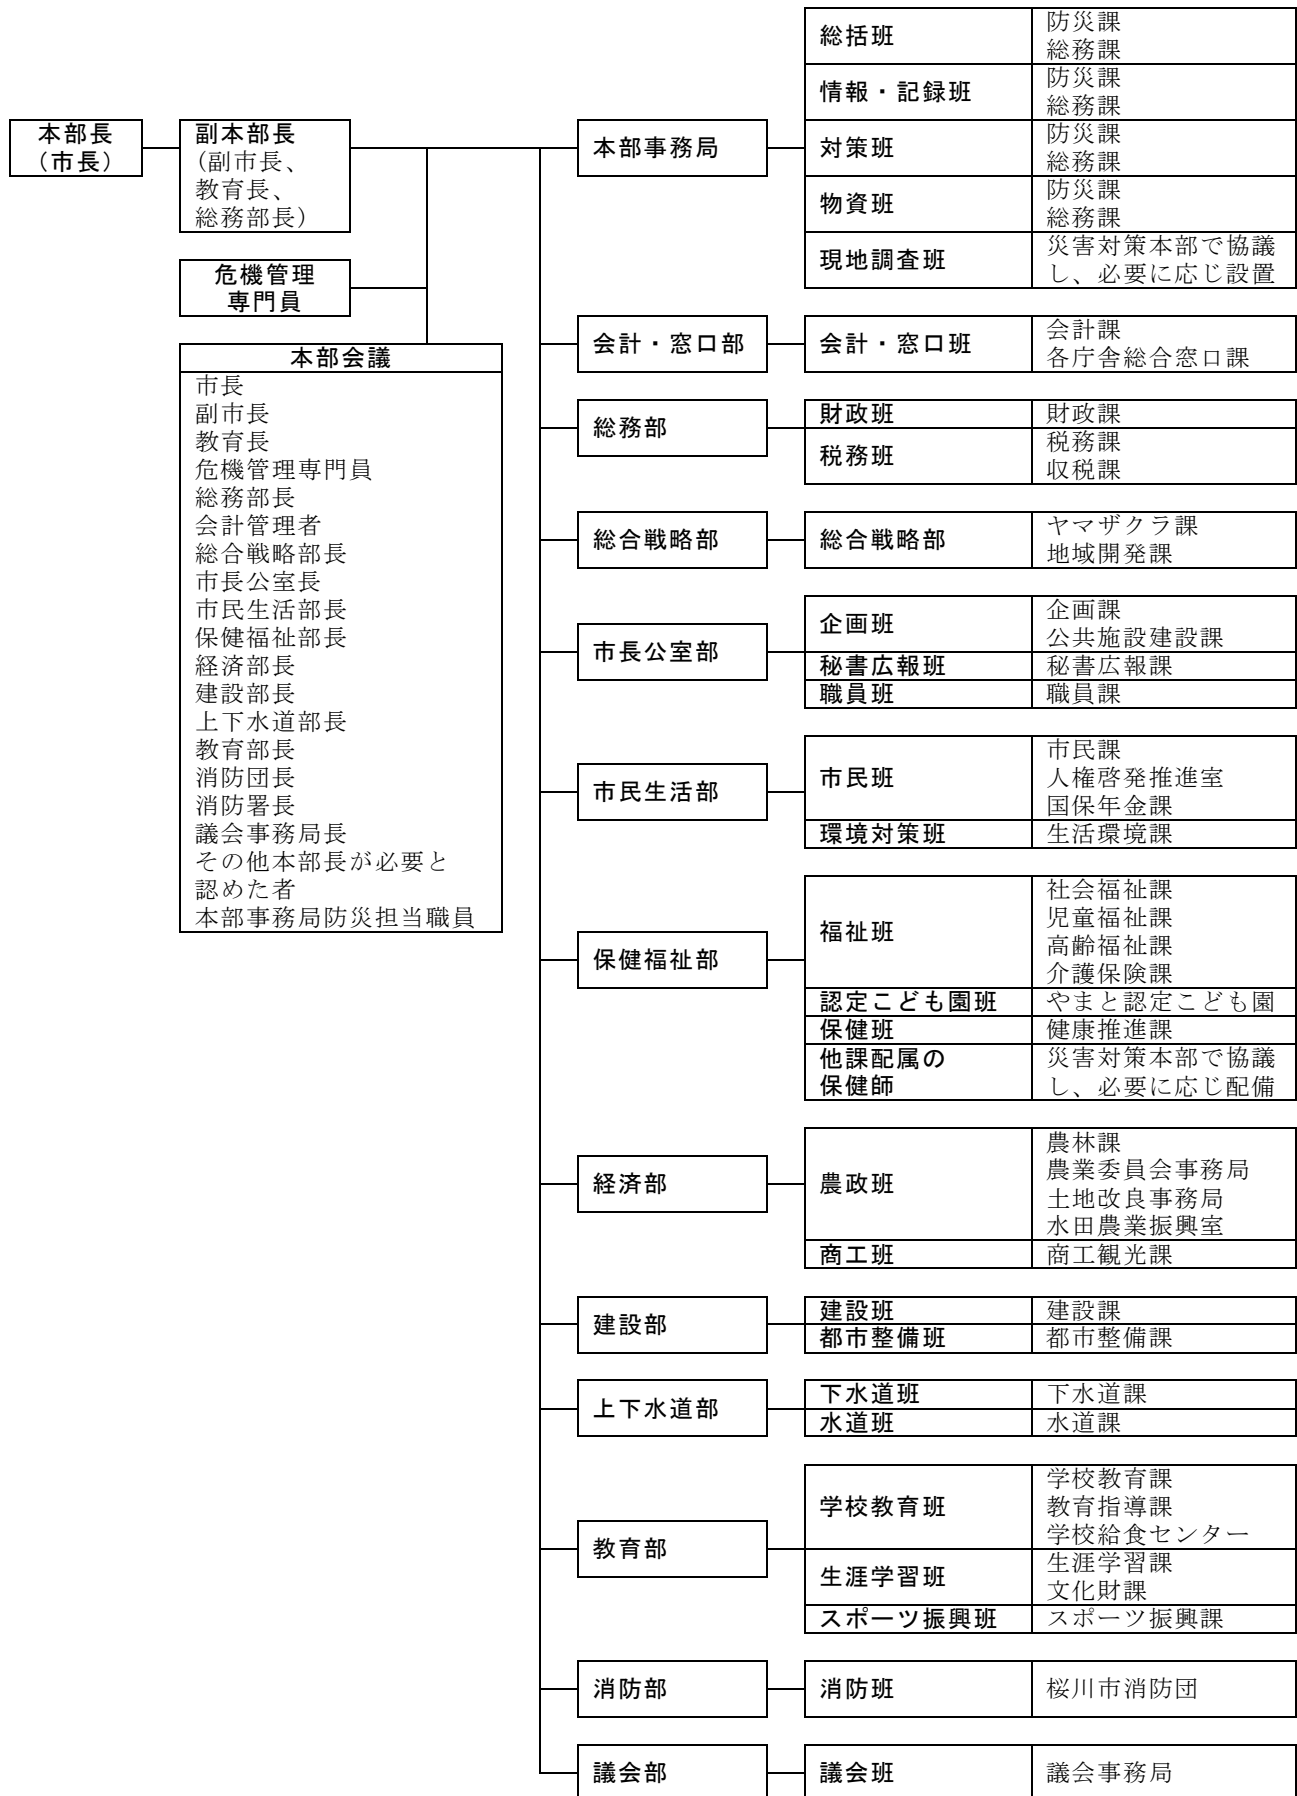 本部長
（市長）
副本部長
(副市長、
教育長、
総務部長)
危機管理
専門員
本部会議
市長
副市長
教育長
危機管理専門員
総務部長
会計管理者
総合戦略部長
市長公室長
市民生活部長
保健福祉部長
経済部長
建設部長
上下水道部長
教育部長
消防団長
消防署長
議会事務局長
その他本部長が必要と
認めた者
本部事務局防災担当職員
本部事務局
総括班
防災課
総務課
情報・記録班
防災課
総務課
対策班
防災課
総務課
物資班
防災課
総務課
現地調査班
災害対策本部で協議
し、必要に応じ設置
会計・窓口部
会計・窓口班
会計課
各庁舎総合窓口課
総務部
財政班
財政課
税務班
税務課
収税課
総合戦略部
総合戦略部
ヤマザクラ課
地域開発課
市長公室部
企画班
企画課
公共施設建設課
秘書広報班
秘書広報課
職員班
職員課
市民生活部
市民班
市民課
人権啓発推進室
国保年金課
環境対策班
生活環境課
保健福祉部
福祉班
社会福祉課
児童福祉課
高齢福祉課
介護保険課
認定こども園班
やまと認定こども園
保健班
健康推進課
他課配属の
保健師
災害対策本部で協議
し、必要に応じ配備
経済部
農政班
農林課
農業委員会事務局
土地改良事務局
水田農業振興室
商工班
商工観光課
建設部
建設班
建設課
都市整備班
都市整備課
上下水道部
下水道班
下水道課
水道班
水道課
教育部
学校教育班
学校教育課
教育指導課
学校給食センター
生涯学習班
生涯学習課
文化財課
スポーツ振興班
スポーツ振興課
消防部
消防班
桜川市消防団
議会部
議会班
議会事務局